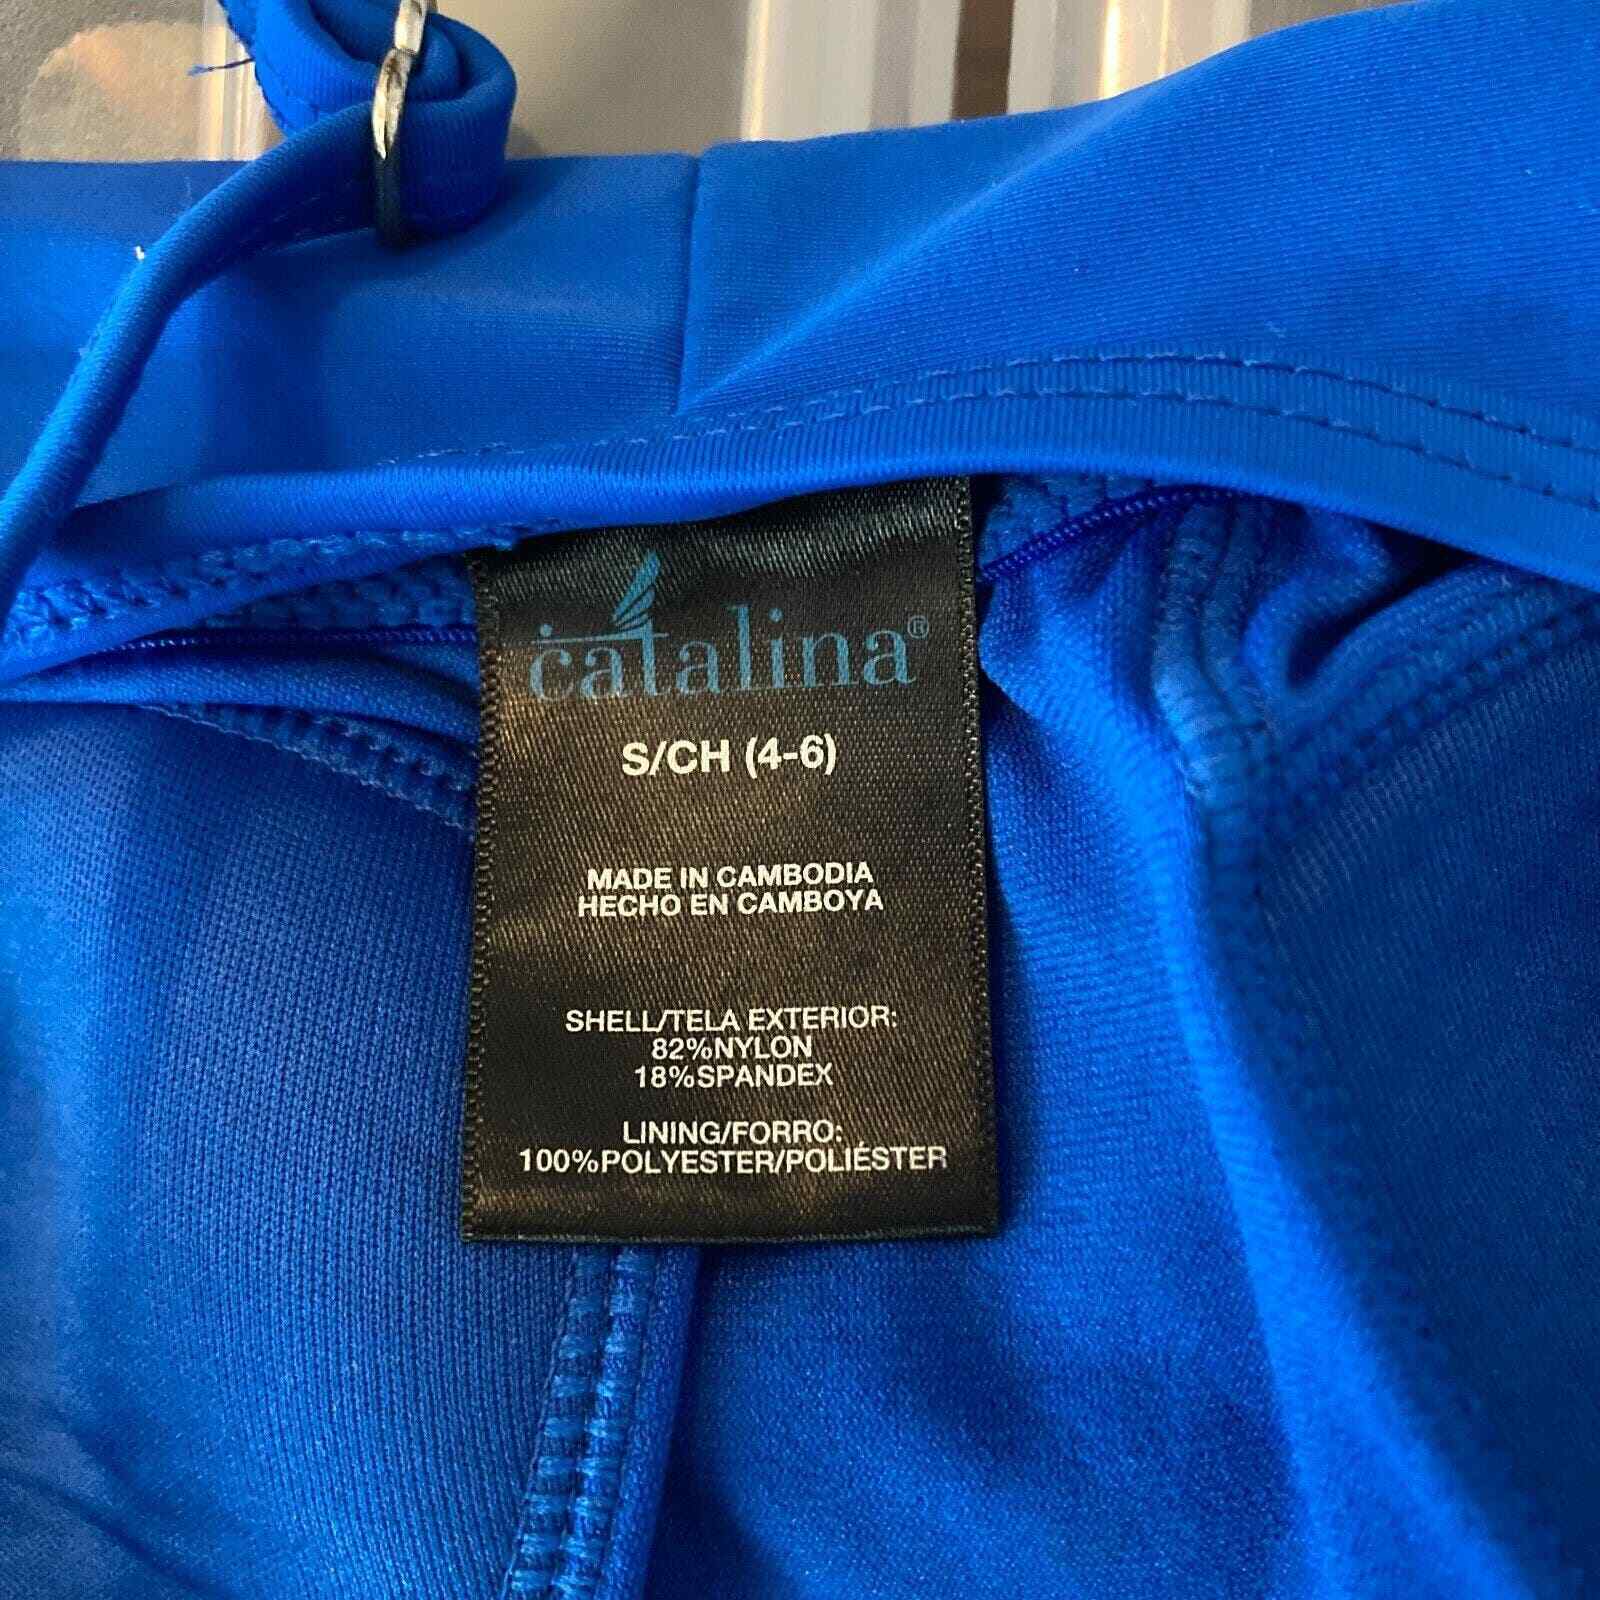 catalina®
S/CH (4-6)
MADE IN CAMBODIA
HECHO EN CAMBOYA
SHELL/TELA EXTERIOR:
82%NYLON
18%SPANDEX
LINING/FORRO:
100%POLYESTER/POLIÉSTER